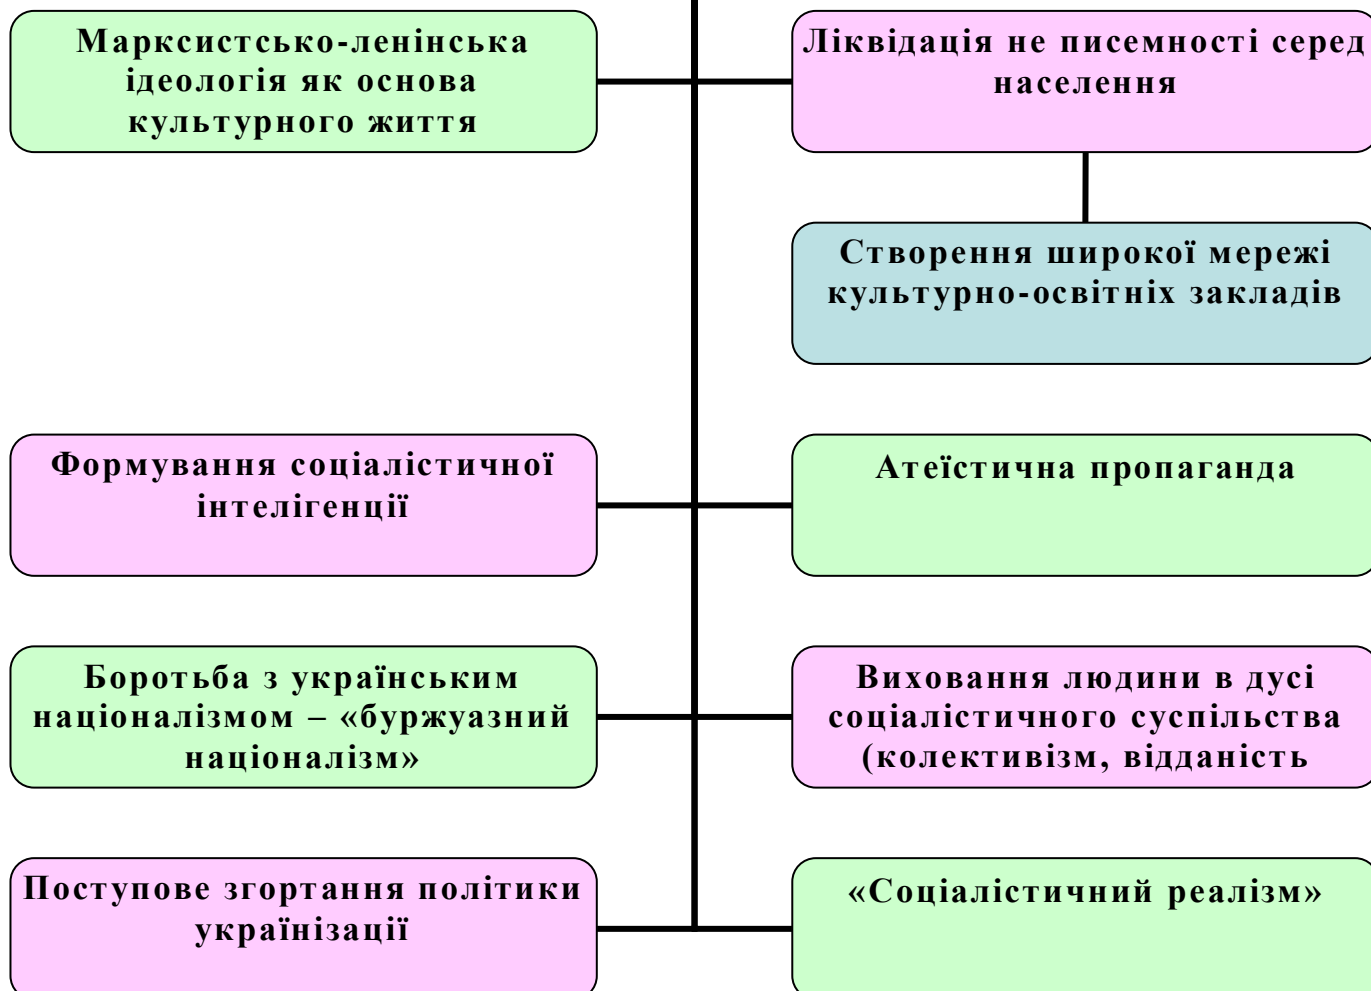 Марксистсько-ленінська
ідеологія як основа
культурного життя
Ліквідація не писемності серед
населення
Створення широкої мережі
культурно-освітніх закладів
Формування соціалістичної
інтелігенції
Атеїстична пропаганда
Боротьба з українським
націоналізмом – «буржуазний
націоналізм»
Виховання людини в дусі
соціалістичного суспільства
(колективізм, відданість
Поступове згортання політики
українізації
«Соціалістичний реалізм»